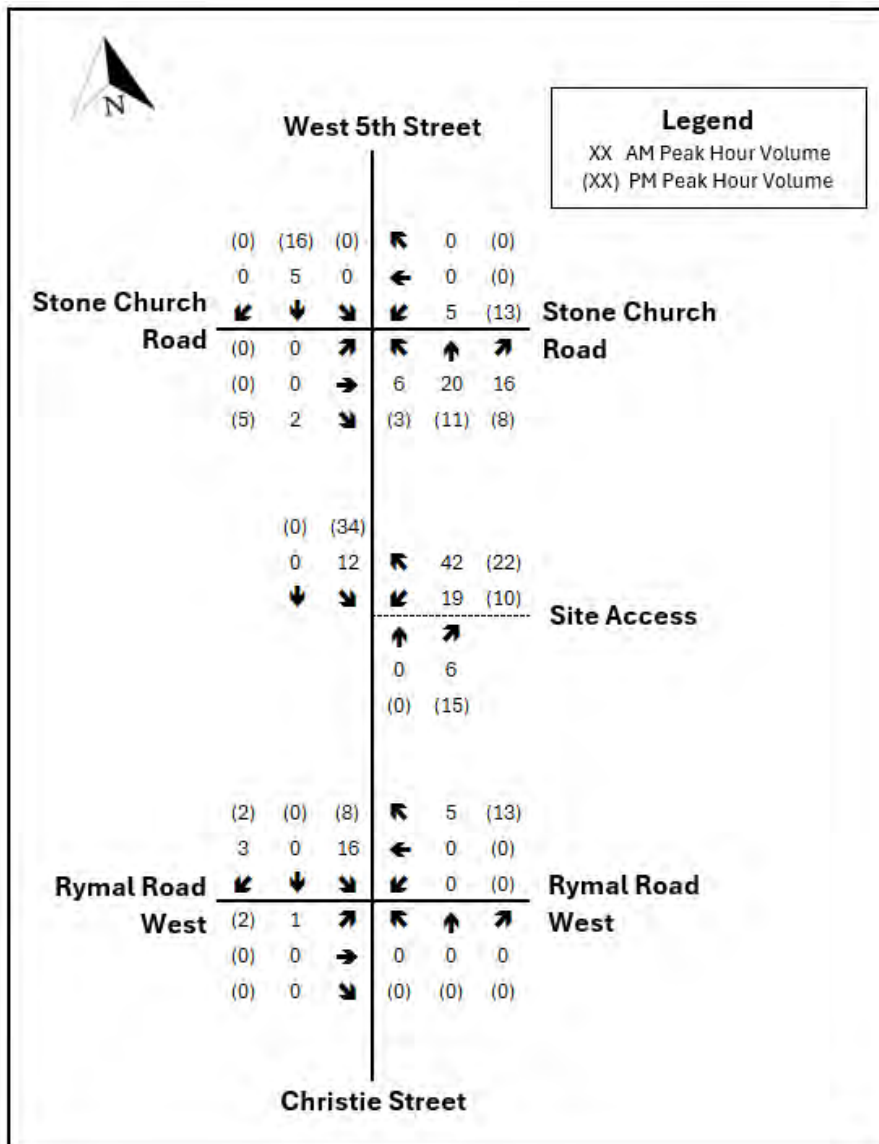 N
West 5th Street
Legend
XX AM Peak Hour Volume
(XX) PM Peak Hour Volume
(0) (16) (0) 0 (0)
0 5 0 0 (0)
Stone Church Road
5 (13)
Stone Church Road
(0) 0
(0) 0 6 20 16
(5) 2 (3) (11) (8)
(0) (34)
0 12 42 (22)
19 (10)
Site Access
0 6
(0) (15)
(2) (0) (8) 5 (13)
3 0 16 0 (0)
Rymal Road West
0 (0)
Rymal Road West
(2) 1
(0) 0 0 0 0
(0) 0 (0) (0) (0)
Christie Street